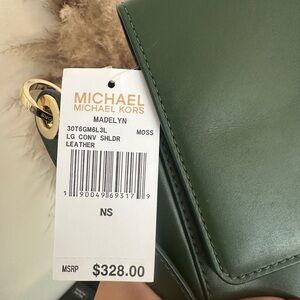 MICHAEL
MICHAEL KORS
MADELYN
30T6GM6L3L MOSS
LG CONV SHLDR
LEATHER
1 90049 69317 9
NS
MSRP $328.00